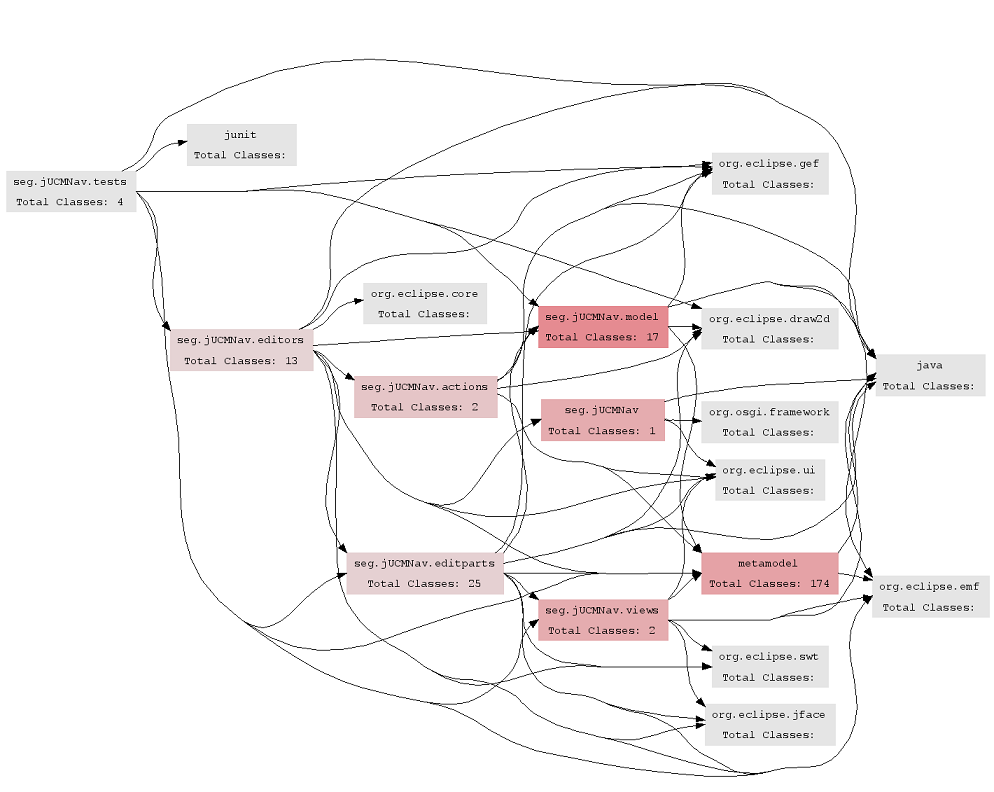 junit
Total Classes:
seg.jUCMNav.tests
Total Classes: 4
org.eclipse.gef
Total Classes:
org.eclipse.core
Total Classes:
seg.jUCMNav.model
Total Classes: 17
org.eclipse.draw2d
Total Classes:
seg.jUCMNav.editors
Total Classes: 13
java
Total Classes:
seg.jUCMNav.actions
Total Classes: 2
seg.jUCMNav
Total Classes: 1
org.osgi.framework
Total Classes:
org.eclipse.ui
Total Classes:
seg.jUCMNav.editparts
Total Classes: 25
metamodel
Total Classes: 174
org.eclipse.emf
Total Classes:
seg.jUCMNav.views
Total Classes: 2
org.eclipse.swt
Total Classes:
org.eclipse.jface
Total Classes: